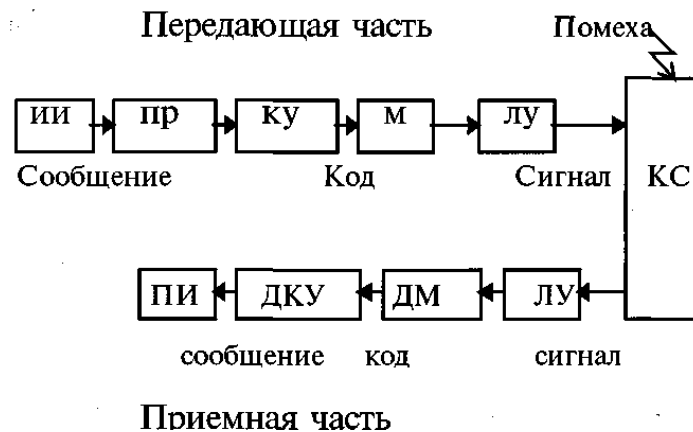 Передающая часть Помеха
ии пр ку м лу
Сообщение Код Сигнал КС
ПИ ДКУ ДМ ЛУ
сообщение код сигнал
Приемная часть